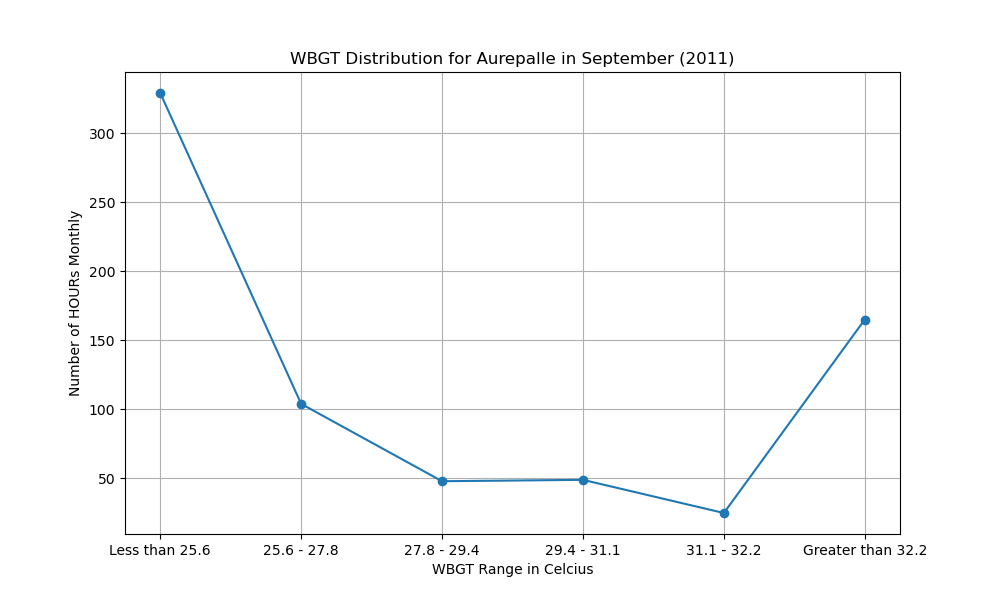 WBGT Distribution for Aurepalle in September (2011)
Number of HOURs Monthly
300
250
200
150
100
50
Less than 25.6
25.6 - 27.8
27.8 - 29.4
29.4 - 31.1
31.1 - 32.2
Greater than 32.2
WBGT Range in Celcius